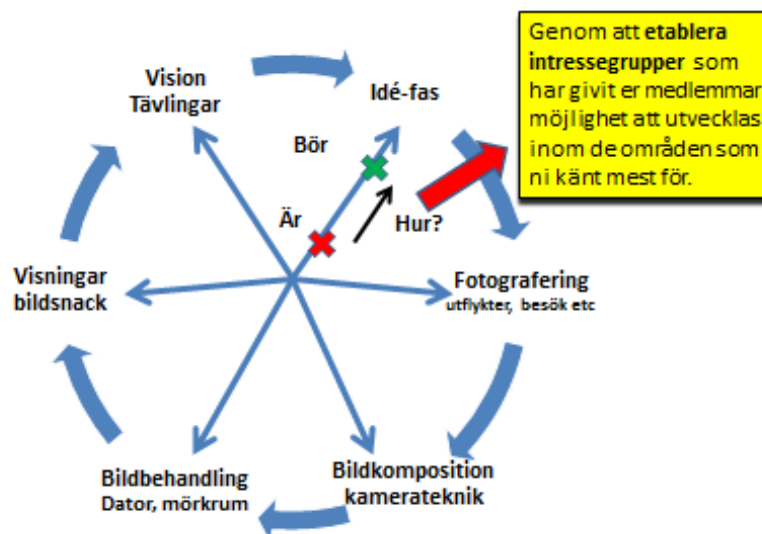 Genom att etablera
intressegrupper som
har givit er medlemmar
möjlighet att utvecklas
inom de områden som
ni känt mest för.
Vision
Tävlingar
Idé-fas
Bör
Är
Hur?
Visningar
bildsnack
Fotografering
utflykter, besök etc
Bildbehandling
Dator, mörkrum
Bildkomposition
kamerateknik